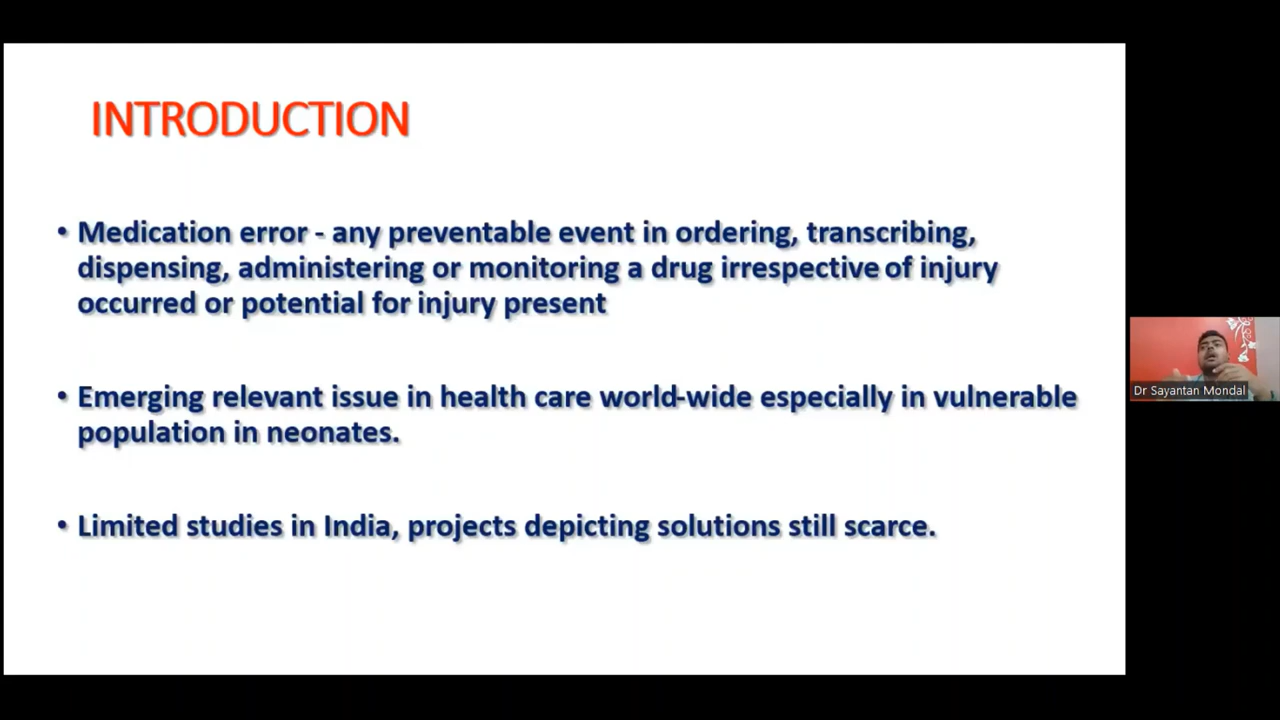 INTRODUCTION
• Medication error - any preventable event in ordering, transcribing,
dispensing, administering or monitoring a drug irrespective of injury
occurred or potential for injury present
• Emerging relevant issue in health care world-wide especially in vulnerable
population in neonates.
• Limited studies in India, projects depicting solutions still scarce.
Dr Sayantan Mondal